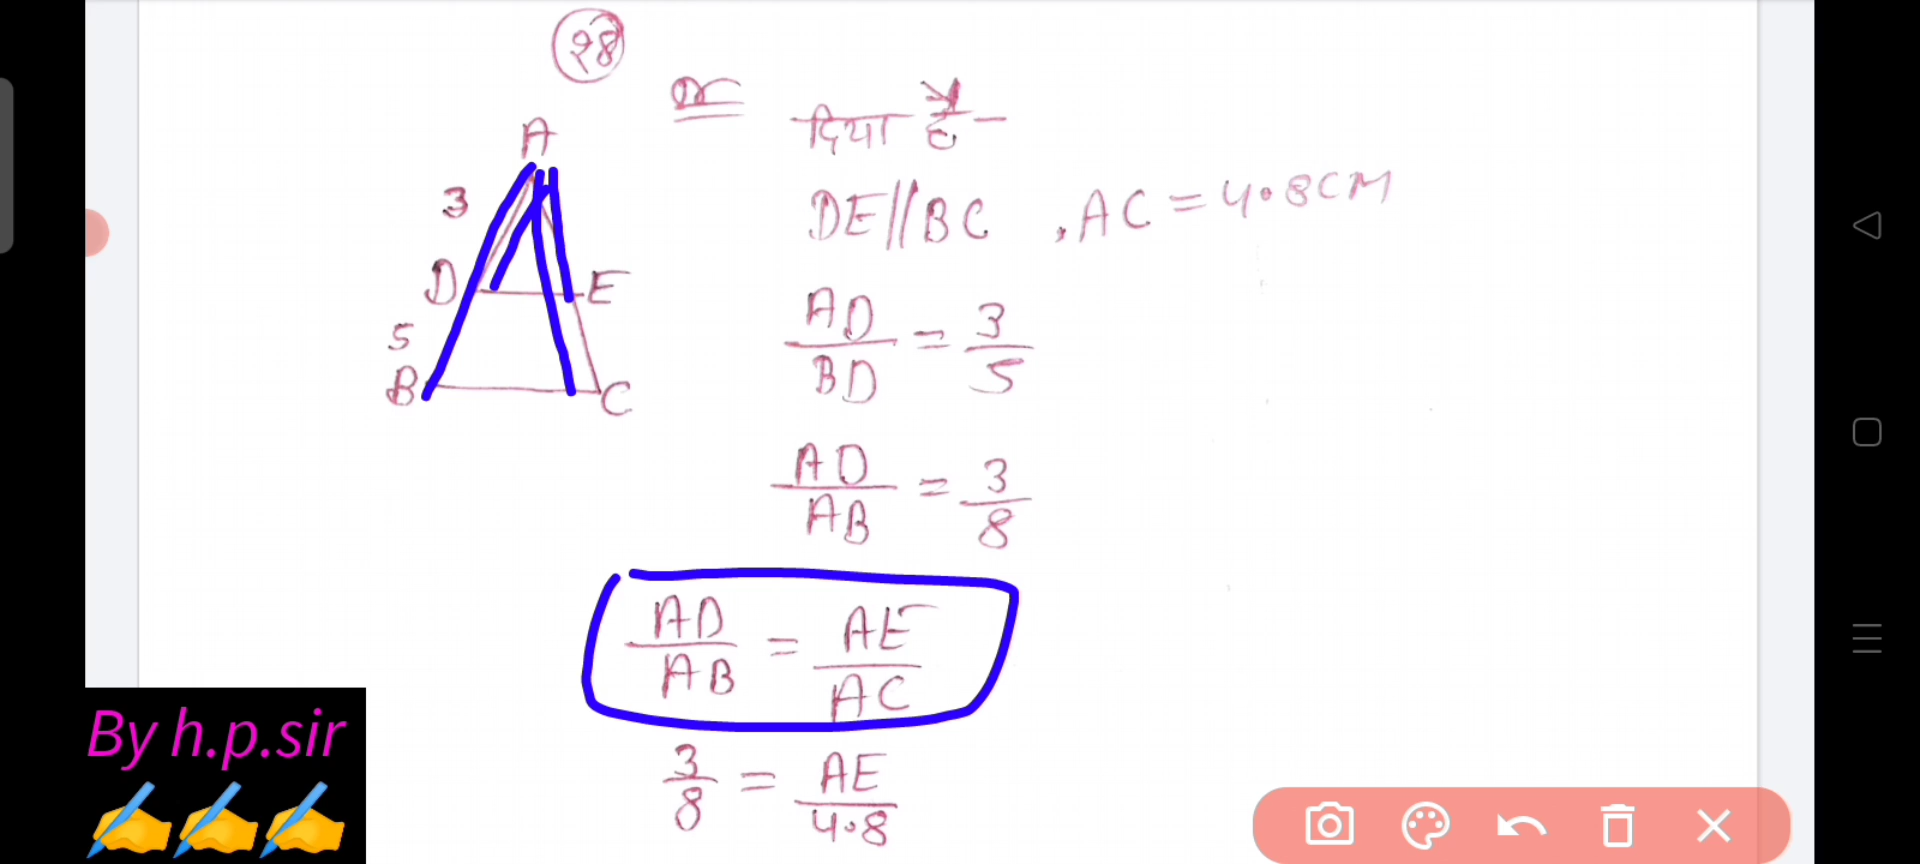 २४
Or
दिया है-
A
3
D E
5
B C
DE//BC , AC = 4.8CM
AD/BD = 3/5
AD/AB = 3/8
AD/AB = AE/AC
3/8 = AE/4.8
By h.p.sir